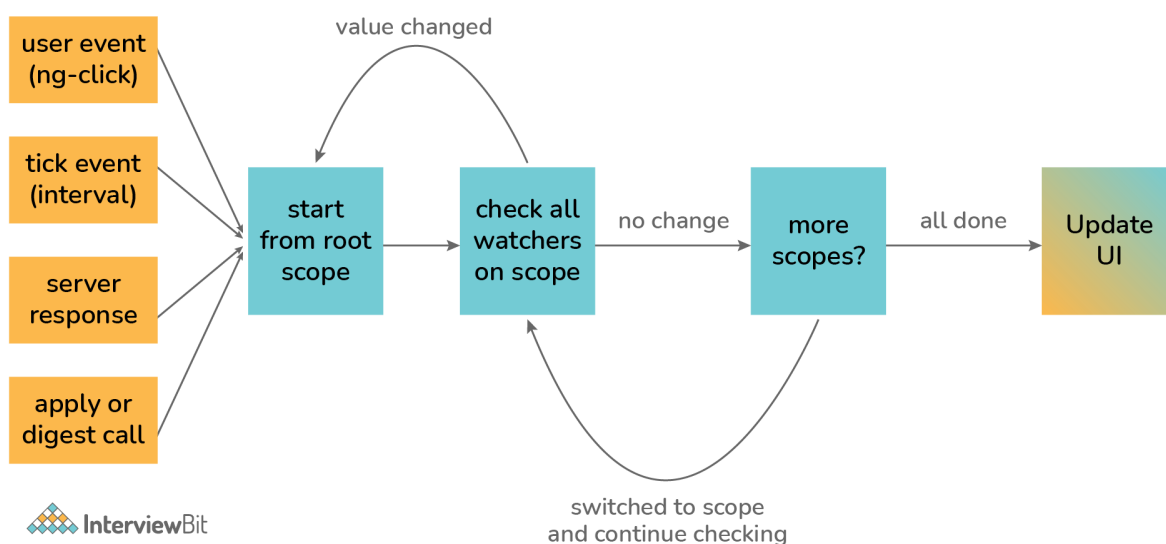 user event
(ng-click)
tick event
(interval)
server
response
apply or
digest call
value changed
start
from root
scope
check all
watchers
on scope
no change
more
scopes?
all done
Update
UI
switched to scope
and continue checking
InterviewBit